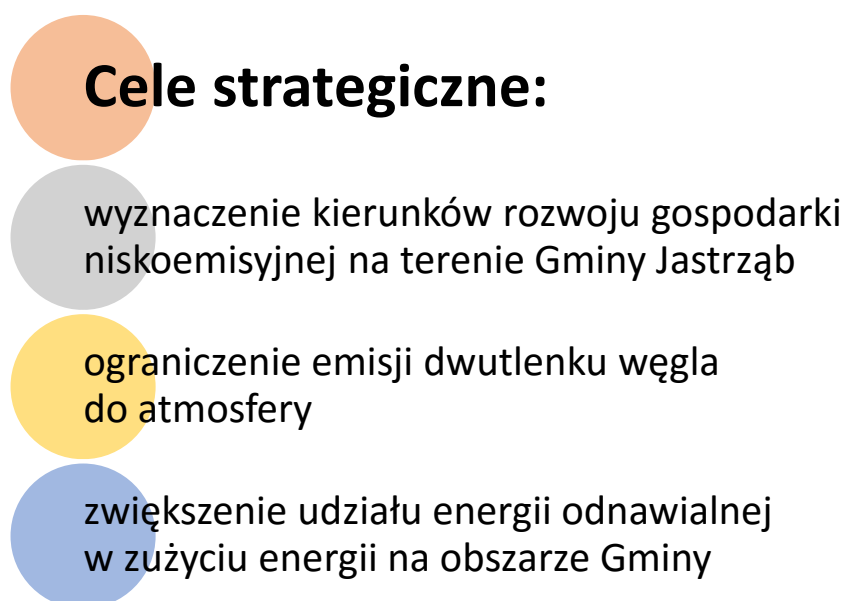 Cele strategiczne:
wyznaczenie kierunków rozwoju gospodarki
niskoemisyjnej na terenie Gminy Jastrząb
ograniczenie emisji dwutlenku węgla
do atmosfery
zwiększenie udziału energii odnawialnej
w zużyciu energii na obszarze Gminy